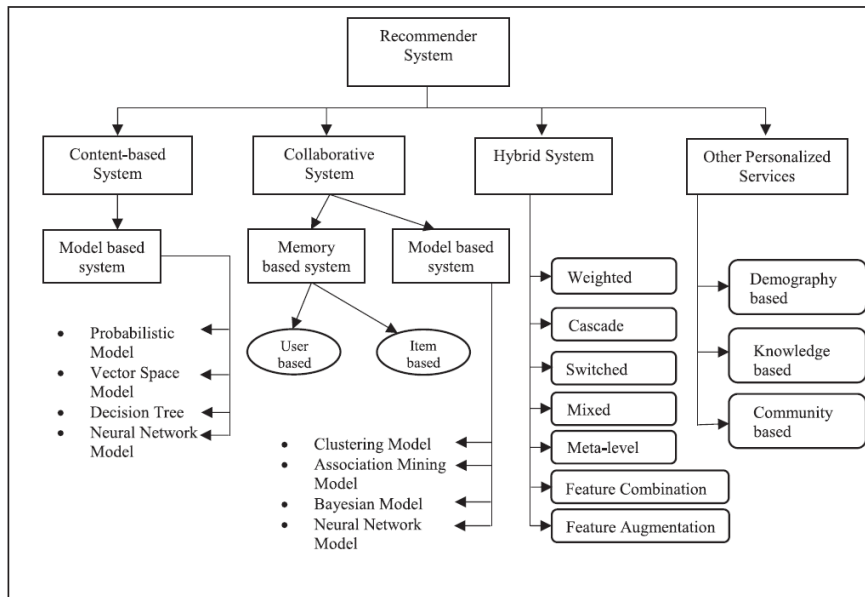 Recommender
System
Content-based
System
Collaborative
System
Hybrid System
Other Personalized
Services
Model based
system
Memory
based system
Model based
system
• Probabilistic
Model
• Vector Space
Model
• Decision Tree
• Neural Network
Model
User
based
Item
based
• Clustering Model
• Association Mining
Model
• Bayesian Model
• Neural Network
Model
Weighted
Cascade
Switched
Mixed
Meta-level
Feature Combination
Feature Augmentation
Demography
based
Knowledge
based
Community
based